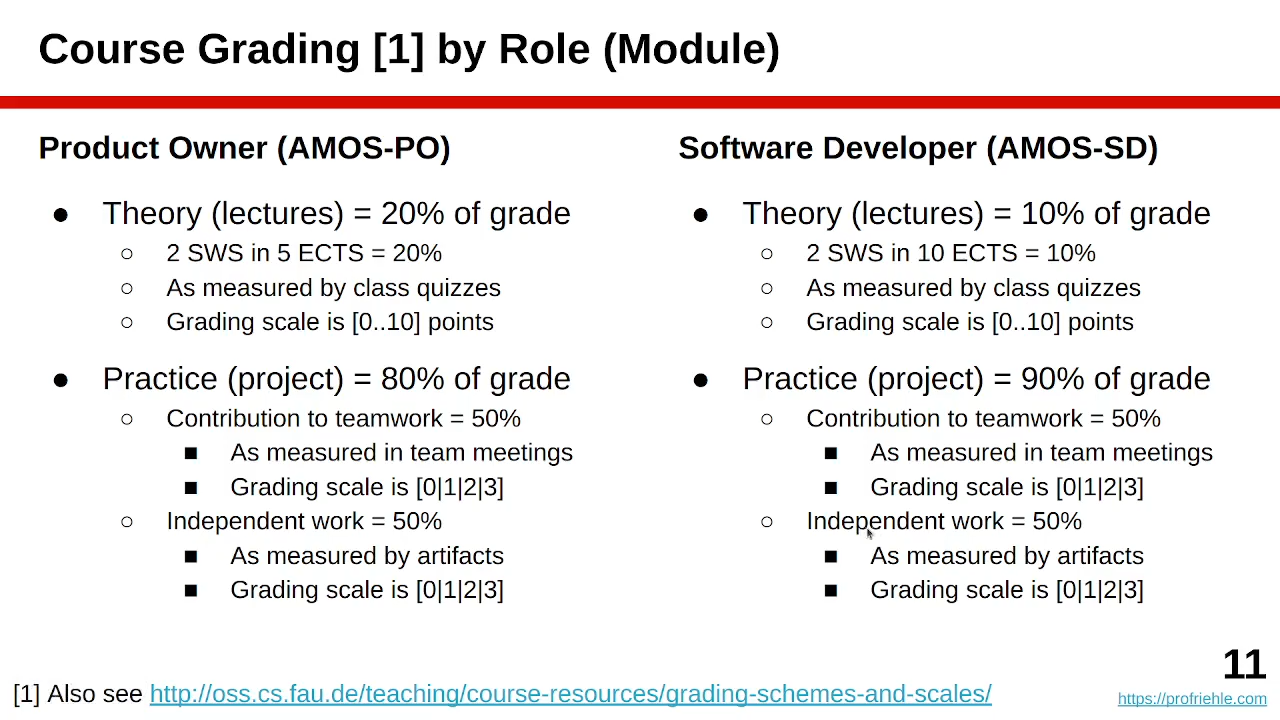 Course Grading [1] by Role (Module)
Product Owner (AMOS-PO)
● Theory (lectures) = 20% of grade
○ 2 SWS in 5 ECTS = 20%
○ As measured by class quizzes
○ Grading scale is [0..10] points
● Practice (project) = 80% of grade
○ Contribution to teamwork = 50%
■ As measured in team meetings
■ Grading scale is [0|1|2|3]
○ Independent work = 50%
■ As measured by artifacts
■ Grading scale is [0|1|2|3]
Software Developer (AMOS-SD)
● Theory (lectures) = 10% of grade
○ 2 SWS in 10 ECTS = 10%
○ As measured by class quizzes
○ Grading scale is [0..10] points
● Practice (project) = 90% of grade
○ Contribution to teamwork = 50%
■ As measured in team meetings
■ Grading scale is [0|1|2|3]
○ Independent work = 50%
■ As measured by artifacts
■ Grading scale is [0|1|2|3]
[1] Also see http://oss.cs.fau.de/teaching/course-resources/grading-schemes-and-scales/
11
https://profriehle.com